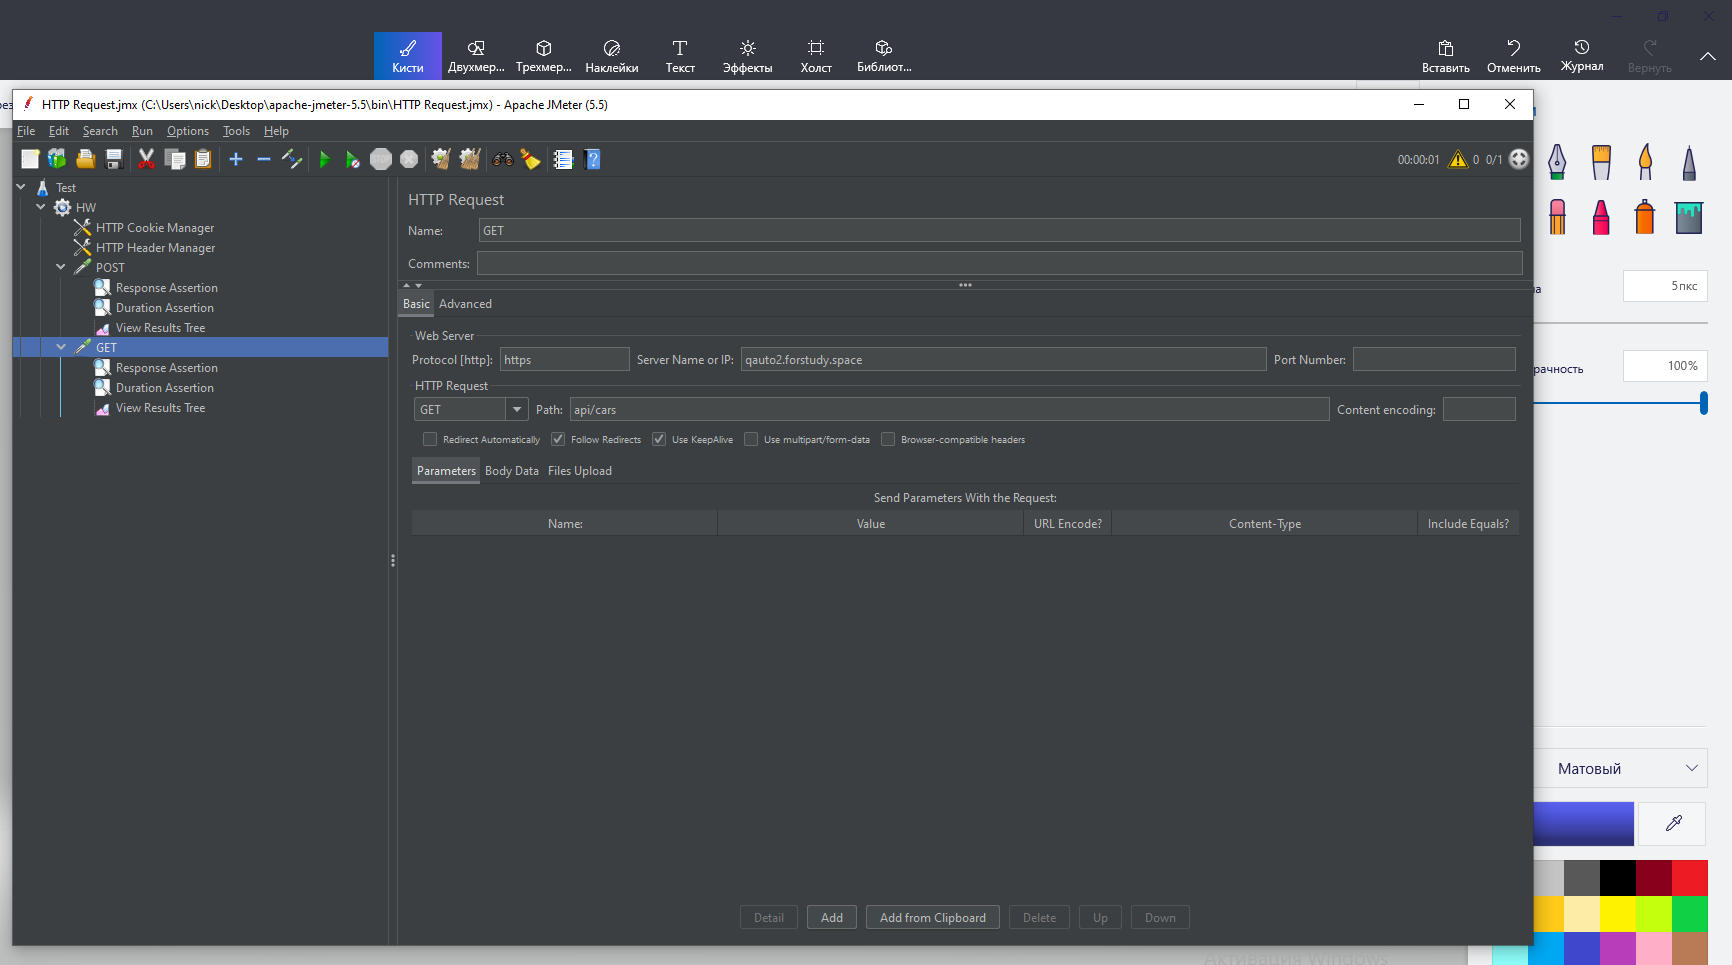 Кисти
Двухмер...
Трехмер...
Наклейки
Текст
Эффекты
Холст
Библиот...
Вставить
Отменить
Журнал
Вернуть
HTTP Request.jmx (C:\Users\nick\Desktop\apache-jmeter-5.5\bin\HTTP Request.jmx) - Apache JMeter (5.5)
File Edit Search Run Options Tools Help
STOP
00:00:01 0 0/1
Test
HW
HTTP Cookie Manager
HTTP Header Manager
POST
Response Assertion
Duration Assertion
View Results Tree
GET
Response Assertion
Duration Assertion
View Results Tree
HTTP Request
Name: GET
Comments:
Basic Advanced
Web Server
Protocol [http]: https Server Name or IP: qauto2.forstudy.space Port Number:
HTTP Request
GET Path: api/cars Content encoding:
Redirect Automatically Follow Redirects Use KeepAlive Use multipart/form-data Browser-compatible headers
Parameters Body Data Files Upload
Send Parameters With the Request:
Name: Value URL Encode? Content-Type Include Equals?
Detail Add Add from Clipboard Delete Up Down
5пкс
рачность 100%
Матовый
Активация Windows